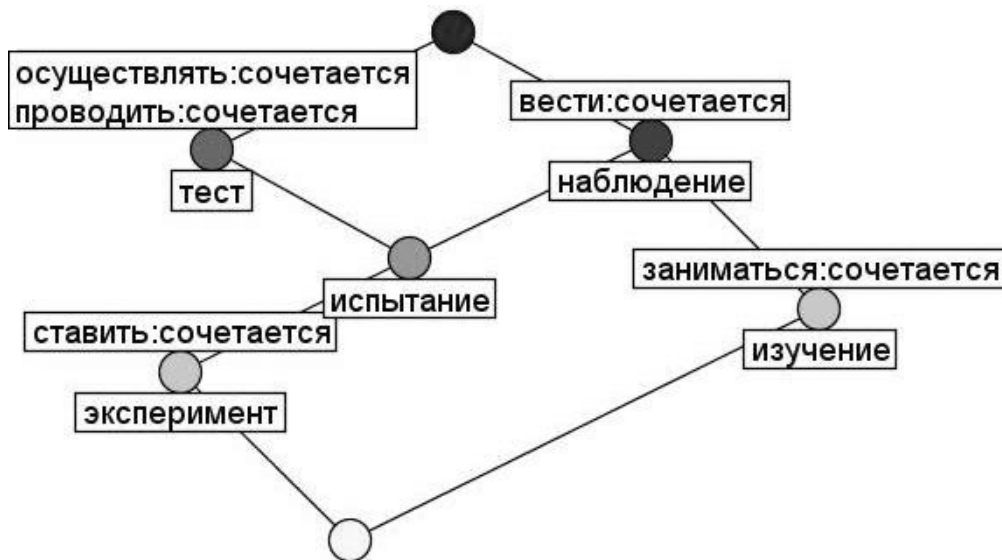 осуществлять:сочетается
проводить:сочетается
вести:сочетается
тест
наблюдение
заниматься:сочетается
испытание
ставить:сочетается
изучение
эксперимент